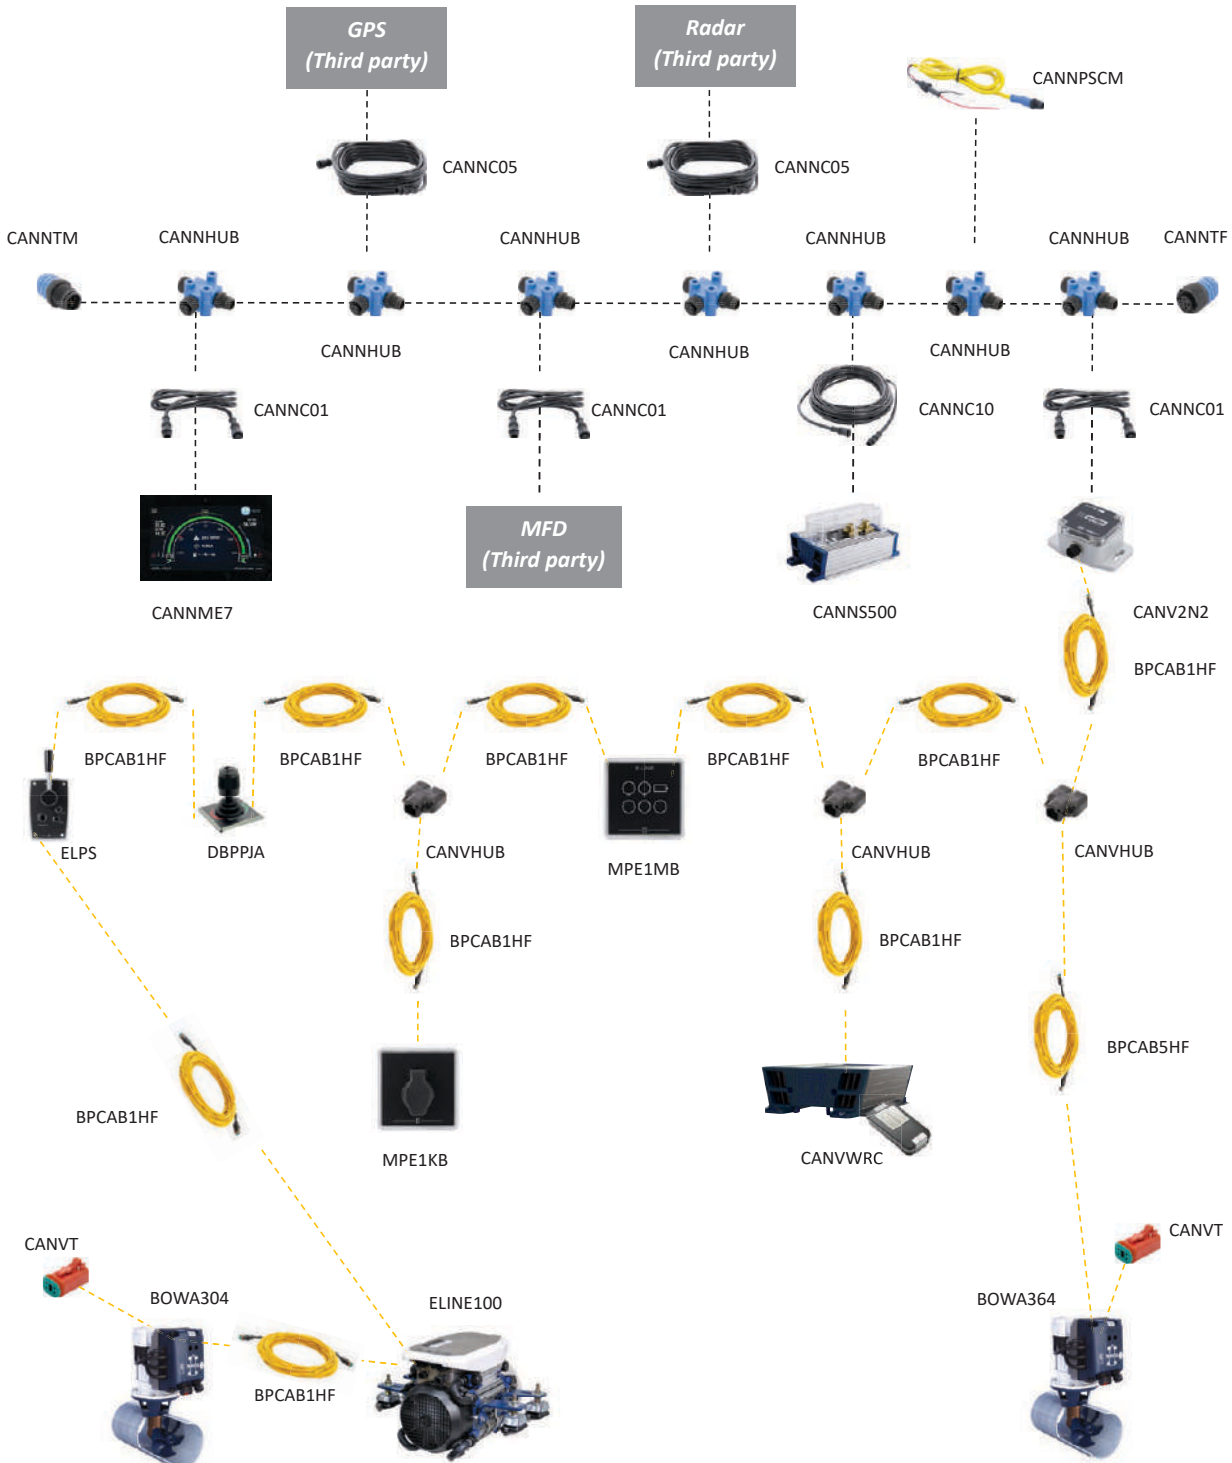 GPS
(Third party)
Radar
(Third party)
CANNPSCM
CANNC05
CANNC05
CANNTM
CANNHUB
CANNHUB
CANNHUB
CANNHUB
CANNTF
CANNHUB
CANNHUB
CANNHUB
CANNC01
CANNC01
CANNC10
CANNC01
MFD
(Third party)
CANNME7
CANNS500
CANV2N2
BPCAB1HF
BPCAB1HF
BPCAB1HF
BPCAB1HF
BPCAB1HF
BPCAB1HF
ELPS
DBPPJA
CANVHUB
MPE1MB
CANVHUB
CANVHUB
BPCAB1HF
BPCAB1HF
BPCAB5HF
BPCAB1HF
MPE1KB
CANVWRC
CANVT
CANVT
BOWA304
ELINE100
BOWA364
BPCAB1HF